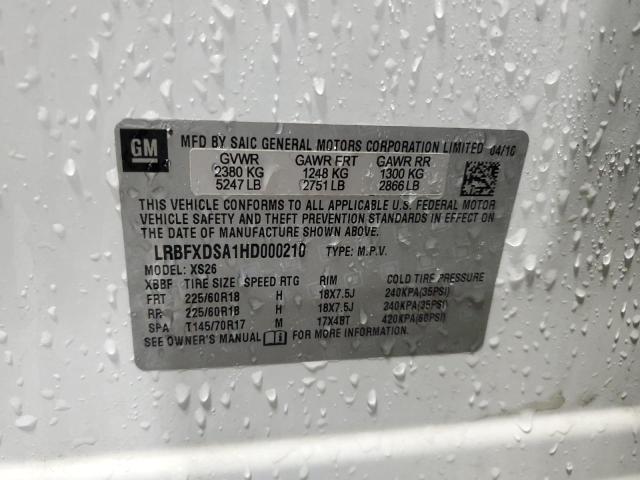 GM
MFD BY SAIC GENERAL MOTORS CORPORATION LIMITED 04/16
GVWR GAWR FRT GAWR RR
2380 KG 1248 KG 1300 KG
5247 LB 2751 LB 2866 LB
THIS VEHICLE CONFORMS TO ALL APPLICABLE U.S. FEDERAL MOTOR
VEHICLE SAFETY AND THEFT PREVENTION STANDARDS IN EFFECT ON
THE DATE OF MANUFACTURE SHOWN ABOVE.
LRBFXDSA1HD000210 TYPE: M.P.V.
MODEL: XS26
XBBF TIRE SIZE SPEED RTG RIM COLD TIRE PRESSURE
FRT 225/60R18 H 18X7.5J 240KPA(35PSI)
RR 225/60R18 H 18X7.5J 240KPA(35PSI)
SPA T145/70R17 M 17X4BT 420KPA(60PSI)
SEE OWNER'S MANUAL FOR MORE INFORMATION.